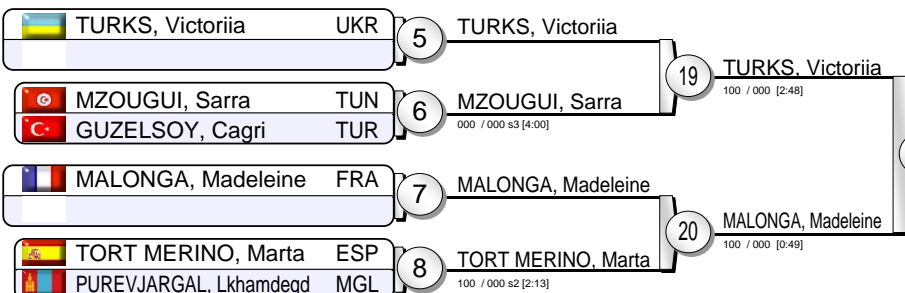 TURKS, Victoriia UKR
5
TURKS, Victoriia
19
TURKS, Victoriia
100 / 000 [2:48]
MZOUGUI, Sarra TUN
GUZELSOY, Cagri TUR
6
MZOUGUI, Sarra
000 / 000 s3 [4:00]
MALONGA, Madeleine FRA
7
MALONGA, Madeleine
20
MALONGA, Madeleine
100 / 000 [0:49]
TORT MERINO, Marta ESP
PUREVJARGAL, Lkhamdegd MGL
8
TORT MERINO, Marta
100 / 000 s2 [2:13]